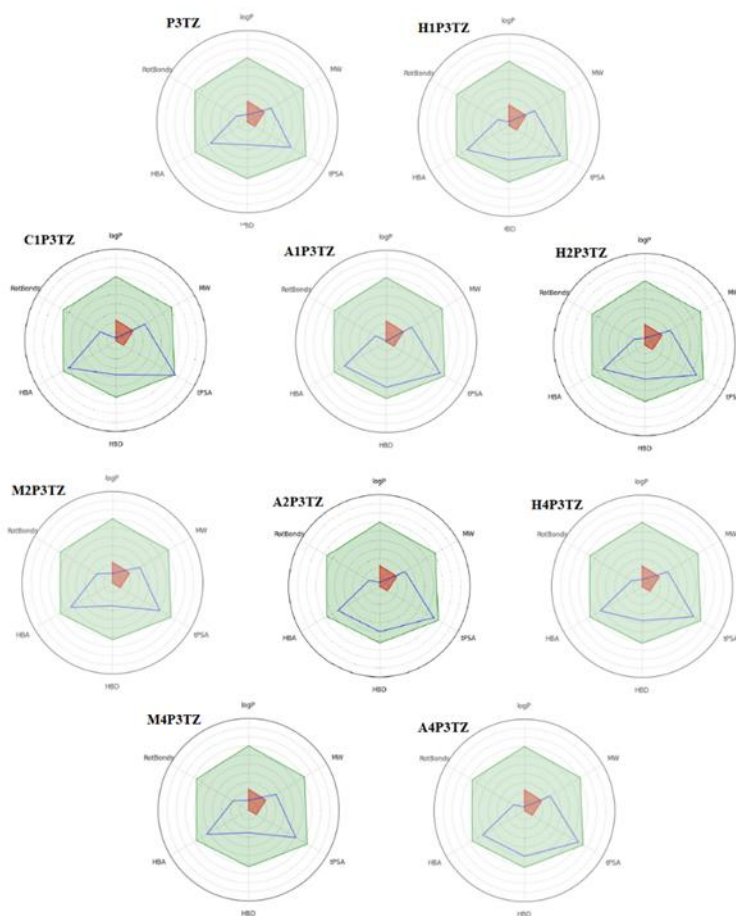 P3TZ
logP
RotBonds
MW
HBA
tPSA
HBD
H1P3TZ
logP
RotBonds
MW
HBA
tPSA
IBD
C1P3TZ
logP
RotBonds
MW
HBA
tPSA
HBD
A1P3TZ
logP
RotBonds
MW
HBA
tPSA
HBD
H2P3TZ
logP
RotBonds
MW
HBA
tPSA
HBD
M2P3TZ
logP
RotBonds
MW
HBA
tPSA
HBD
A2P3TZ
logP
RotBonds
MW
HBA
tPSA
HBD
H4P3TZ
logP
RotBonds
MW
HBA
tPSA
HBD
M4P3TZ
logP
RotBonds
MW
HBA
tPSA
HBD
A4P3TZ
logP
RotBonds
MW
HBA
tPSA
HBD